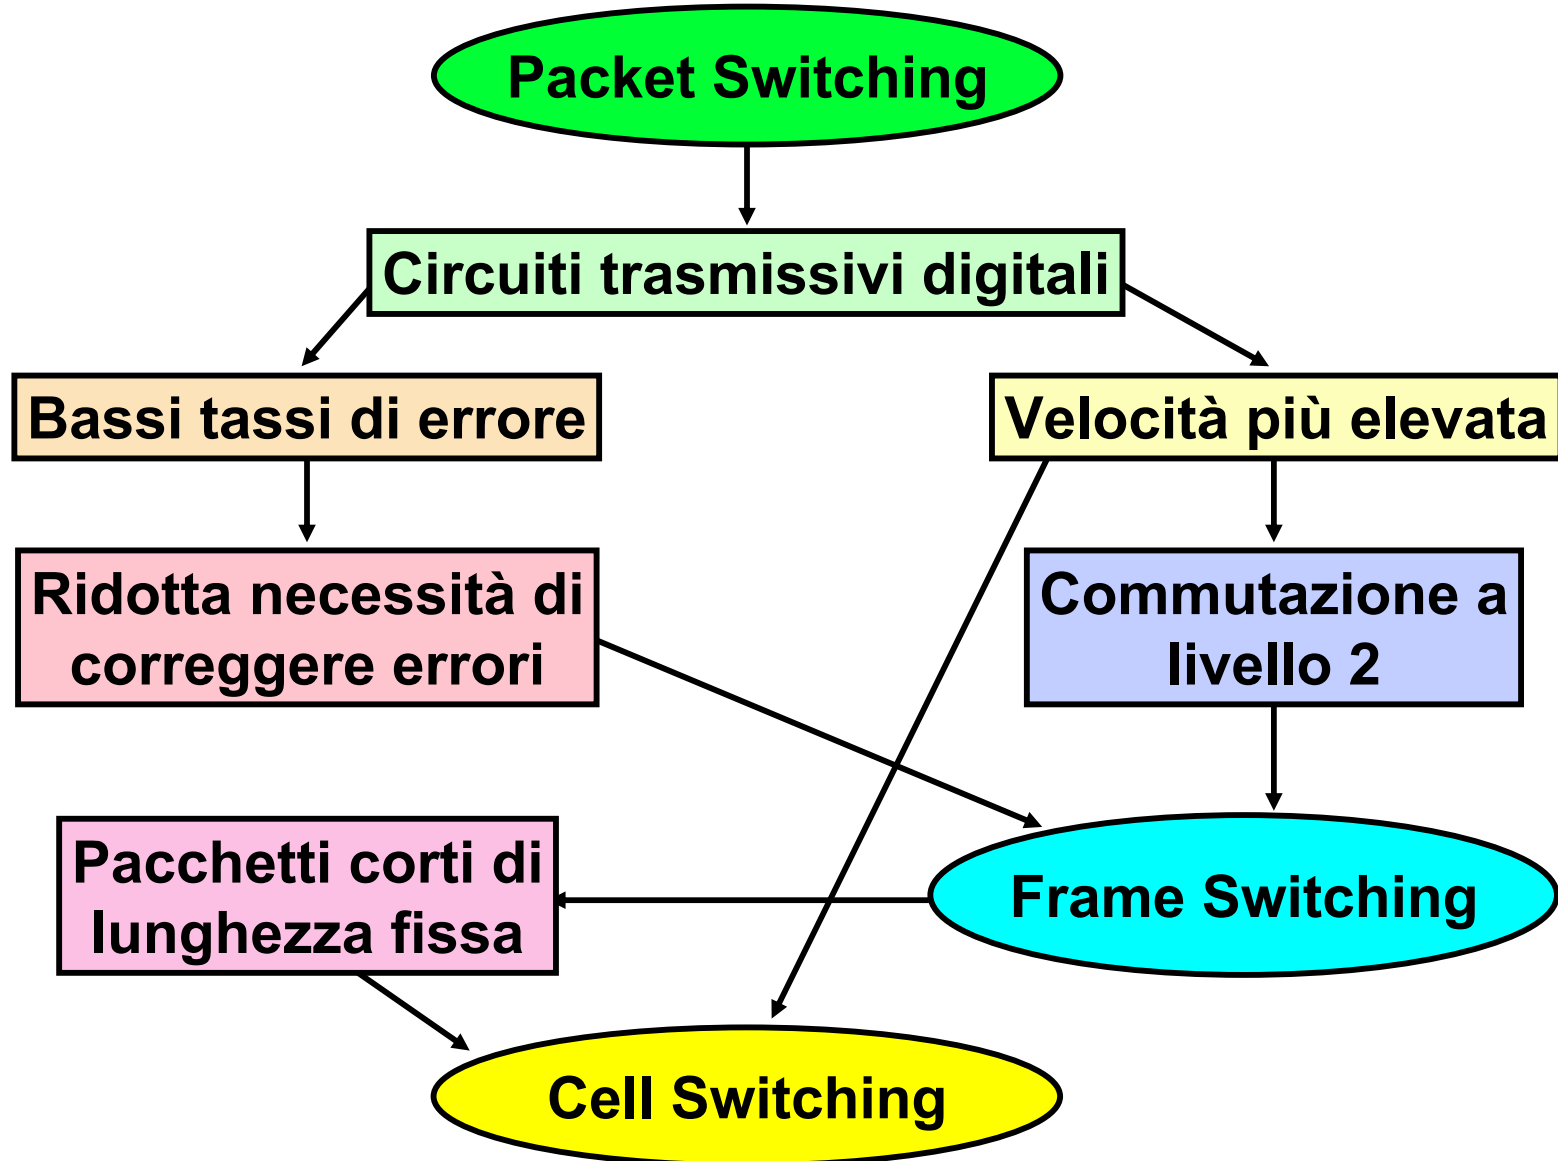 Packet Switching
Circuiti trasmissivi digitali
Bassi tassi di errore
Velocità più elevata
Ridotta necessità di
correggere errori
Commutazione a
livello 2
Pacchetti corti di
lunghezza fissa
Frame Switching
Cell Switching